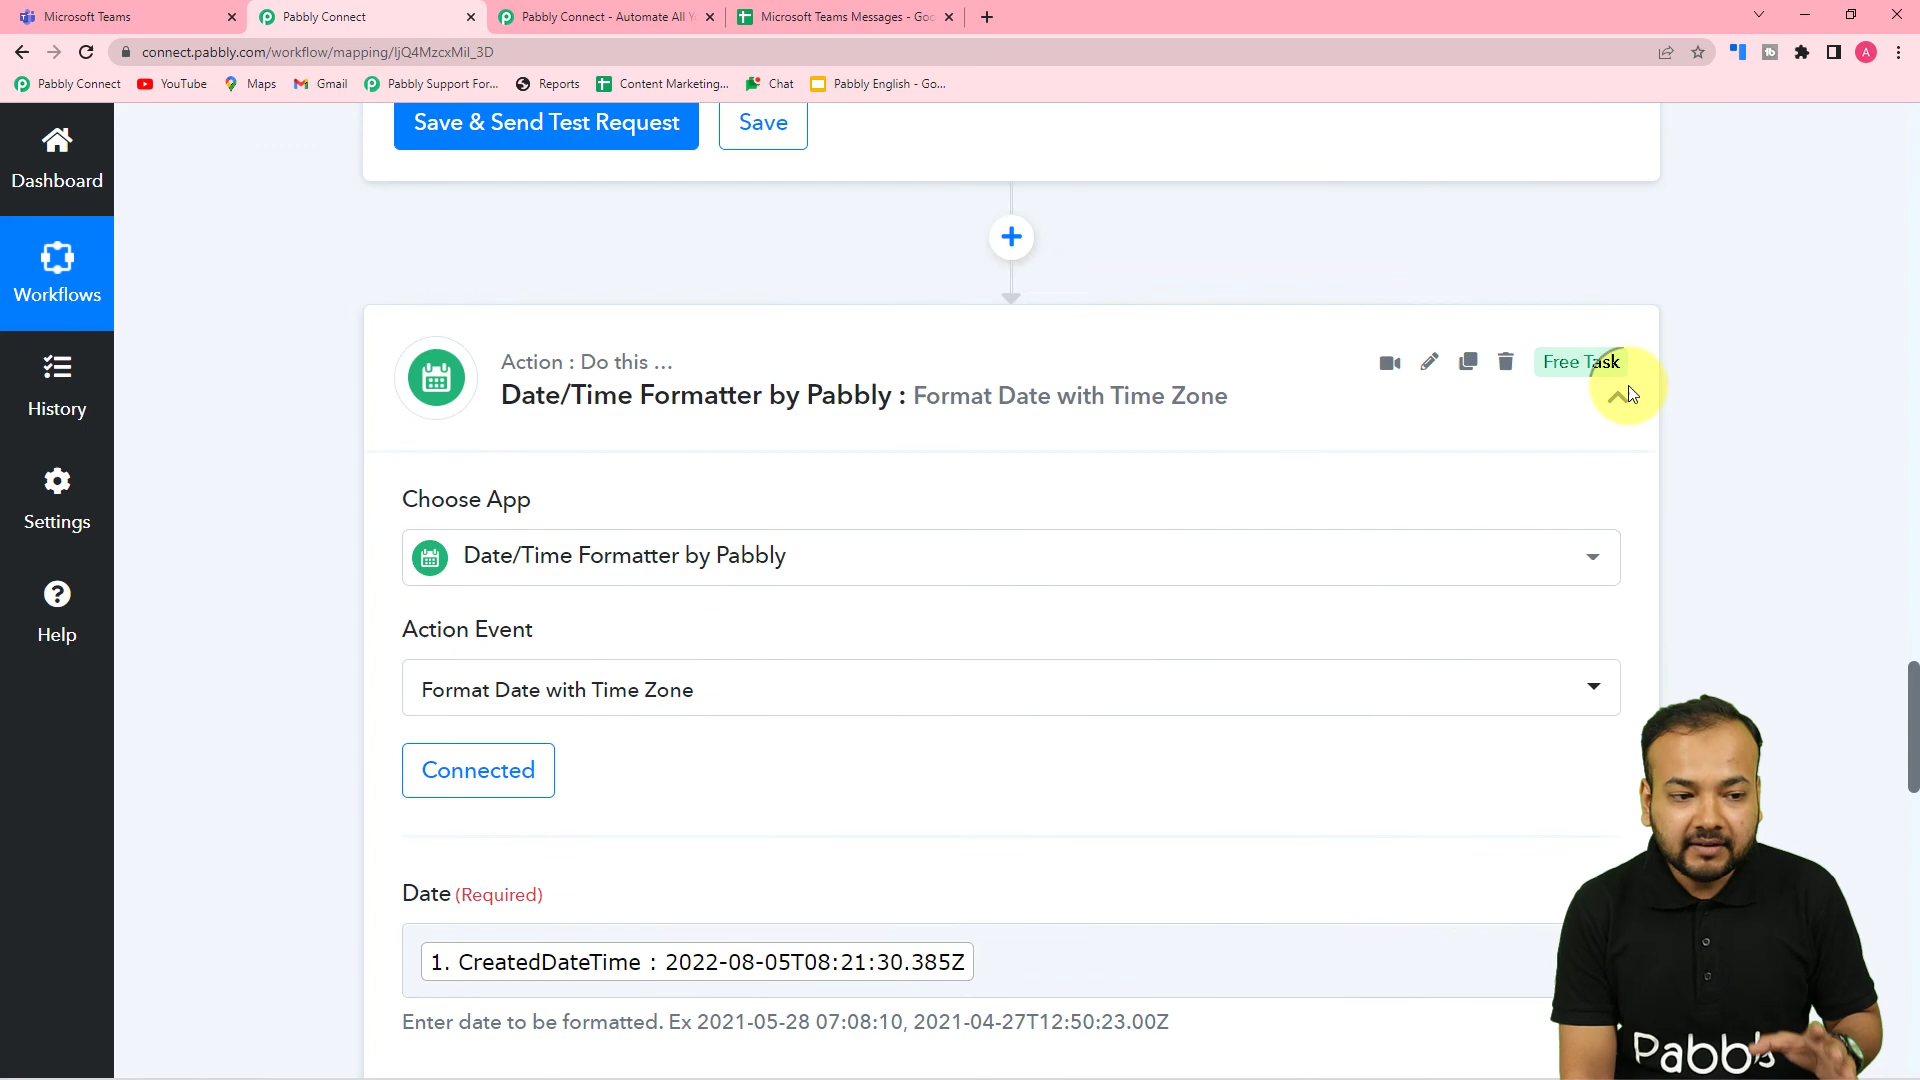 Microsoft Teams
Pabbly Connect
Pabbly Connect - Automate All Y
Microsoft Teams Messages - Goo
connect.pabbly.com/workflow/mapping/IjQ4MzcxMiI_3D
A
Pabbly Connect
YouTube
Maps
Gmail
Pabbly Support For...
Reports
Content Marketing...
Chat
Pabbly English - Go...
Dashboard
Workflows
History
Settings
Help
Save & Send Test Request
Save
Action : Do this ...
Date/Time Formatter by Pabbly : Format Date with Time Zone
Free Task
Choose App
Date/Time Formatter by Pabbly
Action Event
Format Date with Time Zone
Connected
Date (Required)
1. CreatedDateTime : 2022-08-05T08:21:30.385Z
Enter date to be formatted. Ex 2021-05-28 07:08:10, 2021-04-27T12:50:23.00Z